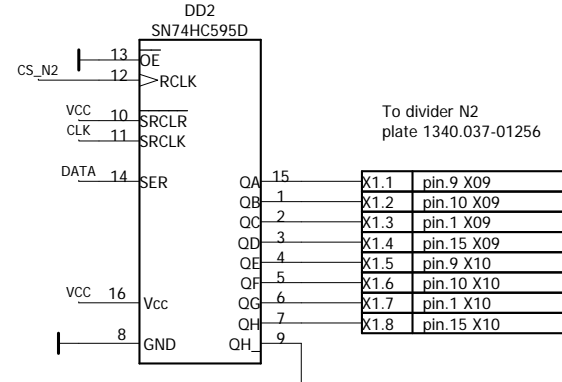 DD2
SN74HC595D
13 OE
CS_N2 12 RCLK
VCC 10 SRCLR
CLK 11 SRCLK
DATA 14 SER
VCC 16 Vcc
8 GND
To divider N2
plate 1340.037-01256
QA 15 X1.1 pin.9 X09
QB 1 X1.2 pin.10 X09
QC 2 X1.3 pin.1 X09
QD 3 X1.4 pin.15 X09
QE 4 X1.5 pin.9 X10
QF 5 X1.6 pin.10 X10
QG 6 X1.7 pin.1 X10
QH 7 X1.8 pin.15 X10
QH_ 9